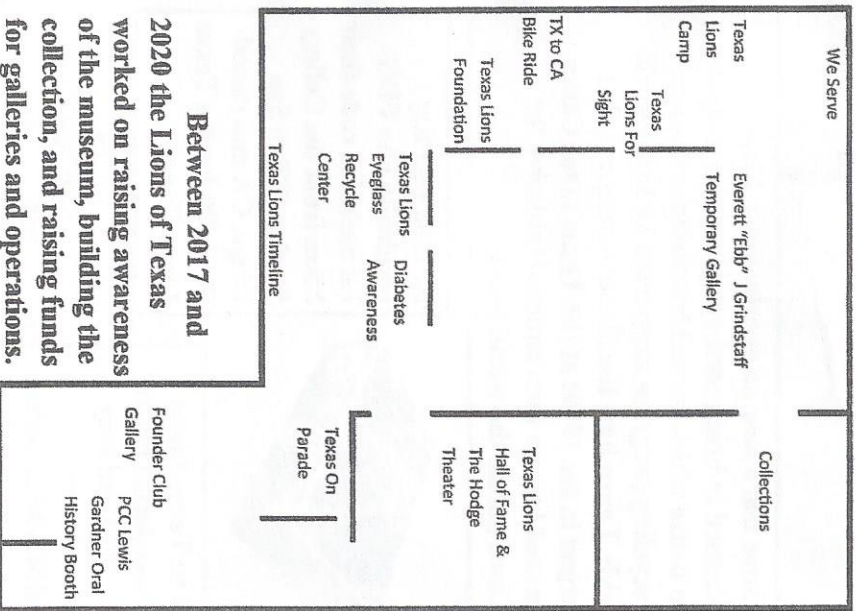 We Serve
Texas
Lions
Camp
Texas
Lions For
Sight
TX to CA
Bike Ride
Texas Lions
Foundation
Everett "Ebb" J Grindstaff
Temporary Gallery
Texas Lions
Eyeglass
Recycle
Center
Diabetes
Awareness
Texas Lions Timeline
Collections
Texas Lions
Hall of Fame &
The Hodge
Theater
Texas On
Parade
Founder Club
Gallery
PCC Lewis
Gardner Oral
History Booth
Between 2017 and
2020 the Lions of Texas
worked on raising awareness
of the museum, building the
collection, and raising funds
for galleries and operations.